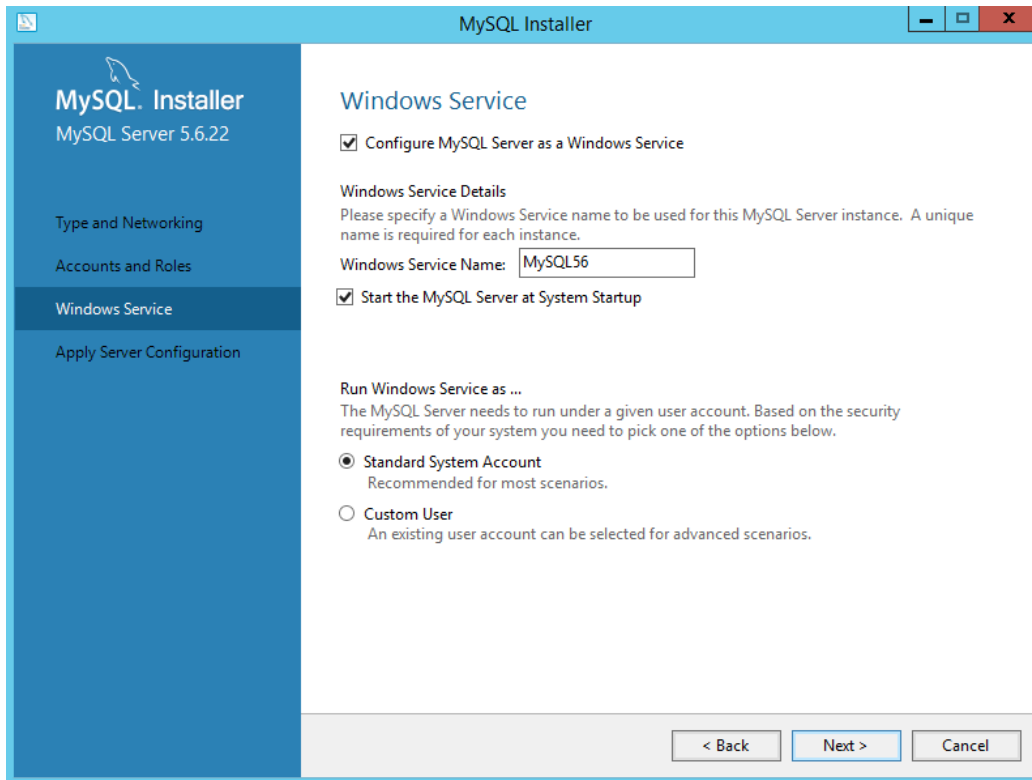 MySQL Installer
X
MySQL. Installer
MySQL Server 5.6.22
Type and Networking
Accounts and Roles
Windows Service
Apply Server Configuration
Windows Service
Configure MySQL Server as a Windows Service
Windows Service Details
Please specify a Windows Service name to be used for this MySQL Server instance.  A unique
name is required for each instance.
Windows Service Name: MySQL56
Start the MySQL Server at System Startup
Run Windows Service as ...
The MySQL Server needs to run under a given user account. Based on the security
requirements of your system you need to pick one of the options below.
Standard System Account
Recommended for most scenarios.
Custom User
An existing user account can be selected for advanced scenarios.
< Back Next > Cancel